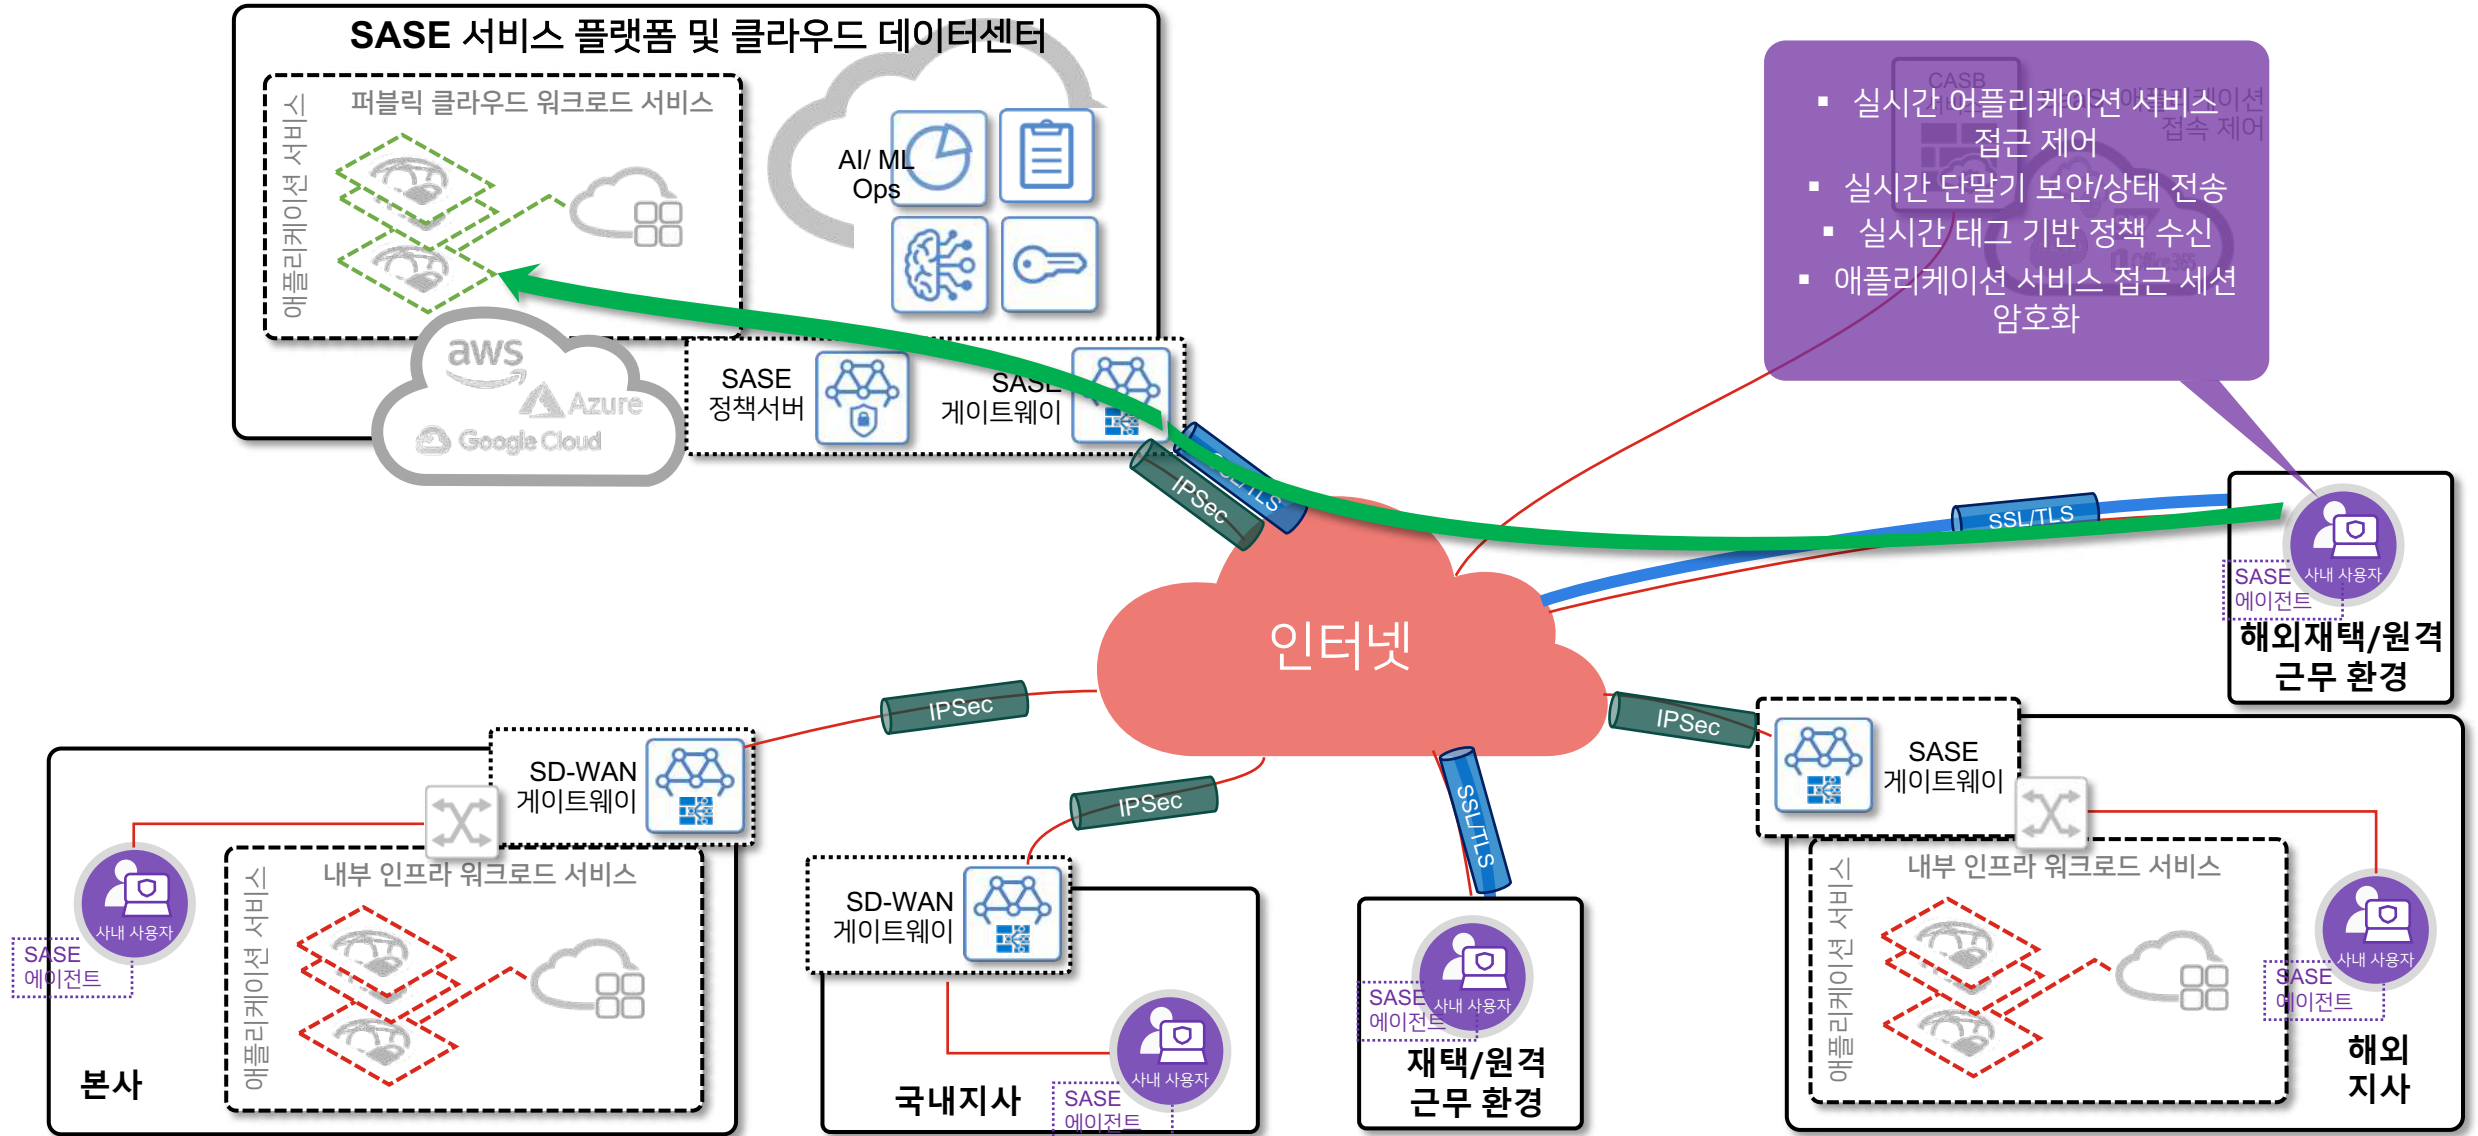 SASE 서비스 플랫폼 및 클라우드 데이터센터
애플리케이션 서비스
퍼블릭 클라우드 워크로드 서비스
AI/ ML
Ops
aws
Azure
Google Cloud
SASE
정책서버
SASE
게이트웨이
CASB
애플리케이션
접속 제어
Office365
▪ 실시간 어플리케이션 서비스
접근 제어
▪ 실시간 단말기 보안/상태 전송
▪ 실시간 태그 기반 정책 수신
▪ 애플리케이션 서비스 접근 세션
암호화
SSL/TLS
IPSec
SSL/TLS
사내 사용자
SASE
에이전트
해외재택/원격
근무 환경
인터넷
IPSec
IPSec
IPSec
SSL/TLS
SD-WAN
게이트웨이
사내 사용자
SASE
에이전트
애플리케이션 서비스
내부 인프라 워크로드 서비스
본사
SD-WAN
게이트웨이
사내 사용자
SASE
에이전트
국내지사
사내 사용자
SASE
에이전트
재택/원격
근무 환경
SASE
게이트웨이
애플리케이션 서비스
내부 인프라 워크로드 서비스
사내 사용자
SASE
에이전트
해외
지사